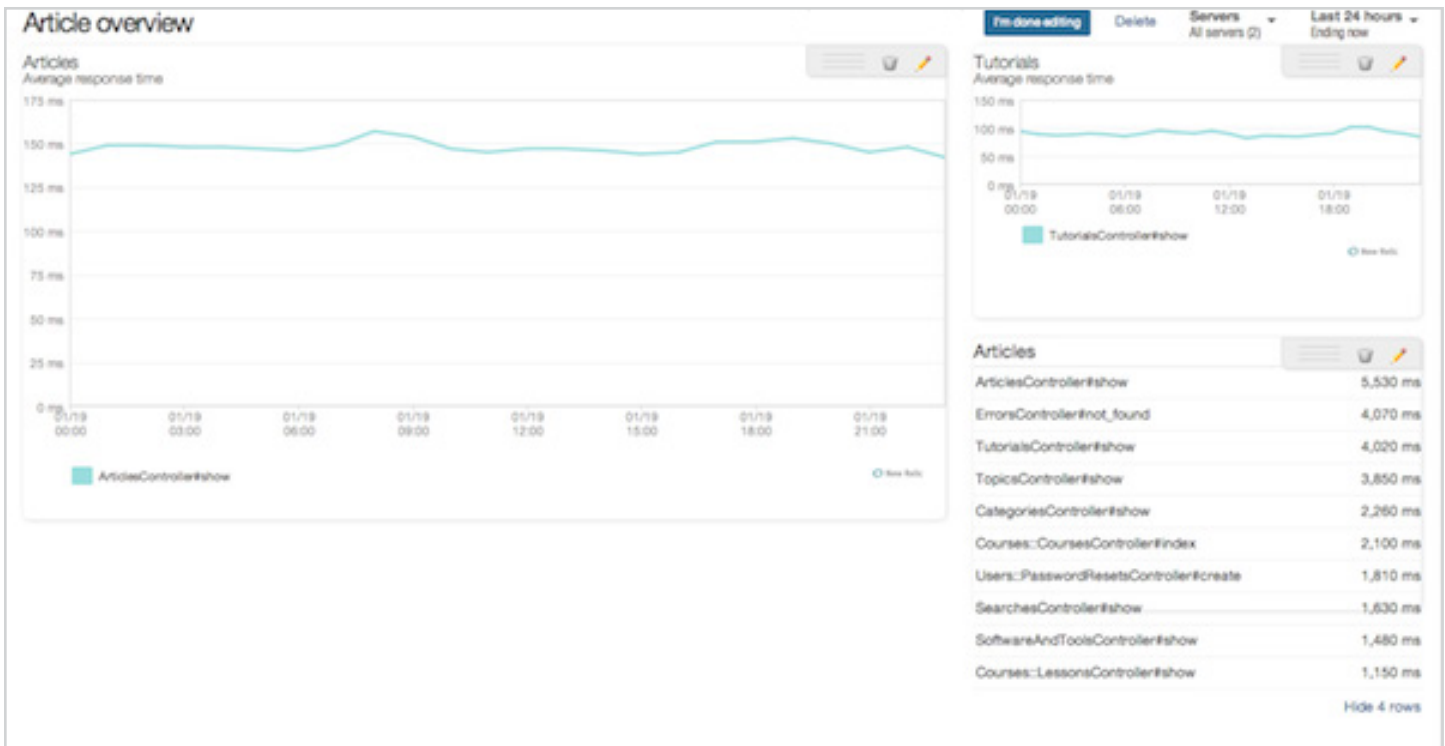 Article overview
I'm done editing
Delete
Servers
All servers (2)
Last 24 hours
Ending now
Articles
Average response time
175 ms
150 ms
125 ms
100 ms
75 ms
50 ms
25 ms
0 ms
01/19 01/19 01/19 01/19 01/19 01/19 01/19 01/19
00:00 03:00 06:00 09:00 12:00 15:00 18:00 21:00
ArticlesController#show
New Relic
Tutorials
Average response time
150 ms
100 ms
50 ms
0 ms
01/19 01/19 01/19 01/19
00:00 06:00 12:00 18:00
TutorialsController#show
New Relic
Articles
ArticlesController#show 5,530 ms
ErrorsController#not_found 4,070 ms
TutorialsController#show 4,020 ms
TopicsController#show 3,850 ms
CategoriesController#show 2,260 ms
Courses::CoursesController#index 2,100 ms
Users::PasswordResetsController#create 1,810 ms
SearchesController#show 1,630 ms
SoftwareAndToolsController#show 1,480 ms
Courses::LessonsController#show 1,150 ms
Hide 4 rows